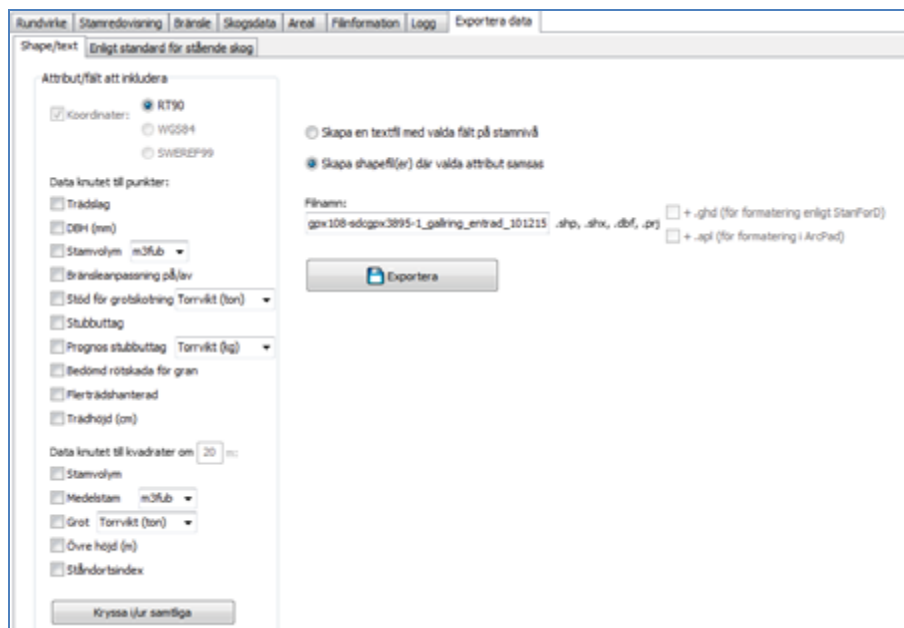 Rundvirke Stamredovisning Bränsle Skogsdata Areal Filinformation Logg Exportera data
Shape/text Enligt standard för stående skog
Attribut/fält att inkludera
Koordinater: RT90
WGS84
SWEREF99
Data knutet till punkter:
Trädslag
DBH (mm)
Stamvolym m3fub
Bränsleanpassning på/av
Stöd för grotskotning Torrvikt (ton)
Stubbuttag
Prognos stubbuttag Torrvikt (kg)
Bedömd rötskada för gran
Flerträdshanterad
Trädhöjd (cm)
Data knutet till kvadrater om 20 m:
Stamvolym
Medelstam m3fub
Grot Torrvikt (ton)
Övre höjd (m)
Ståndortsindex
Kryssa i/ur samtliga
Skapa en textfil med valda fält på stamnivå
Skapa shapefil(er) där valda attribut samsas
Filnamn:
gpx108-sdcgpx3895-1_gallring_entrad_101215 .shp, .shx, .dbf, .prj
+ .ghd (för formatering enligt StanForD)
+ .apl (för formatering i ArcPad)
Exportera